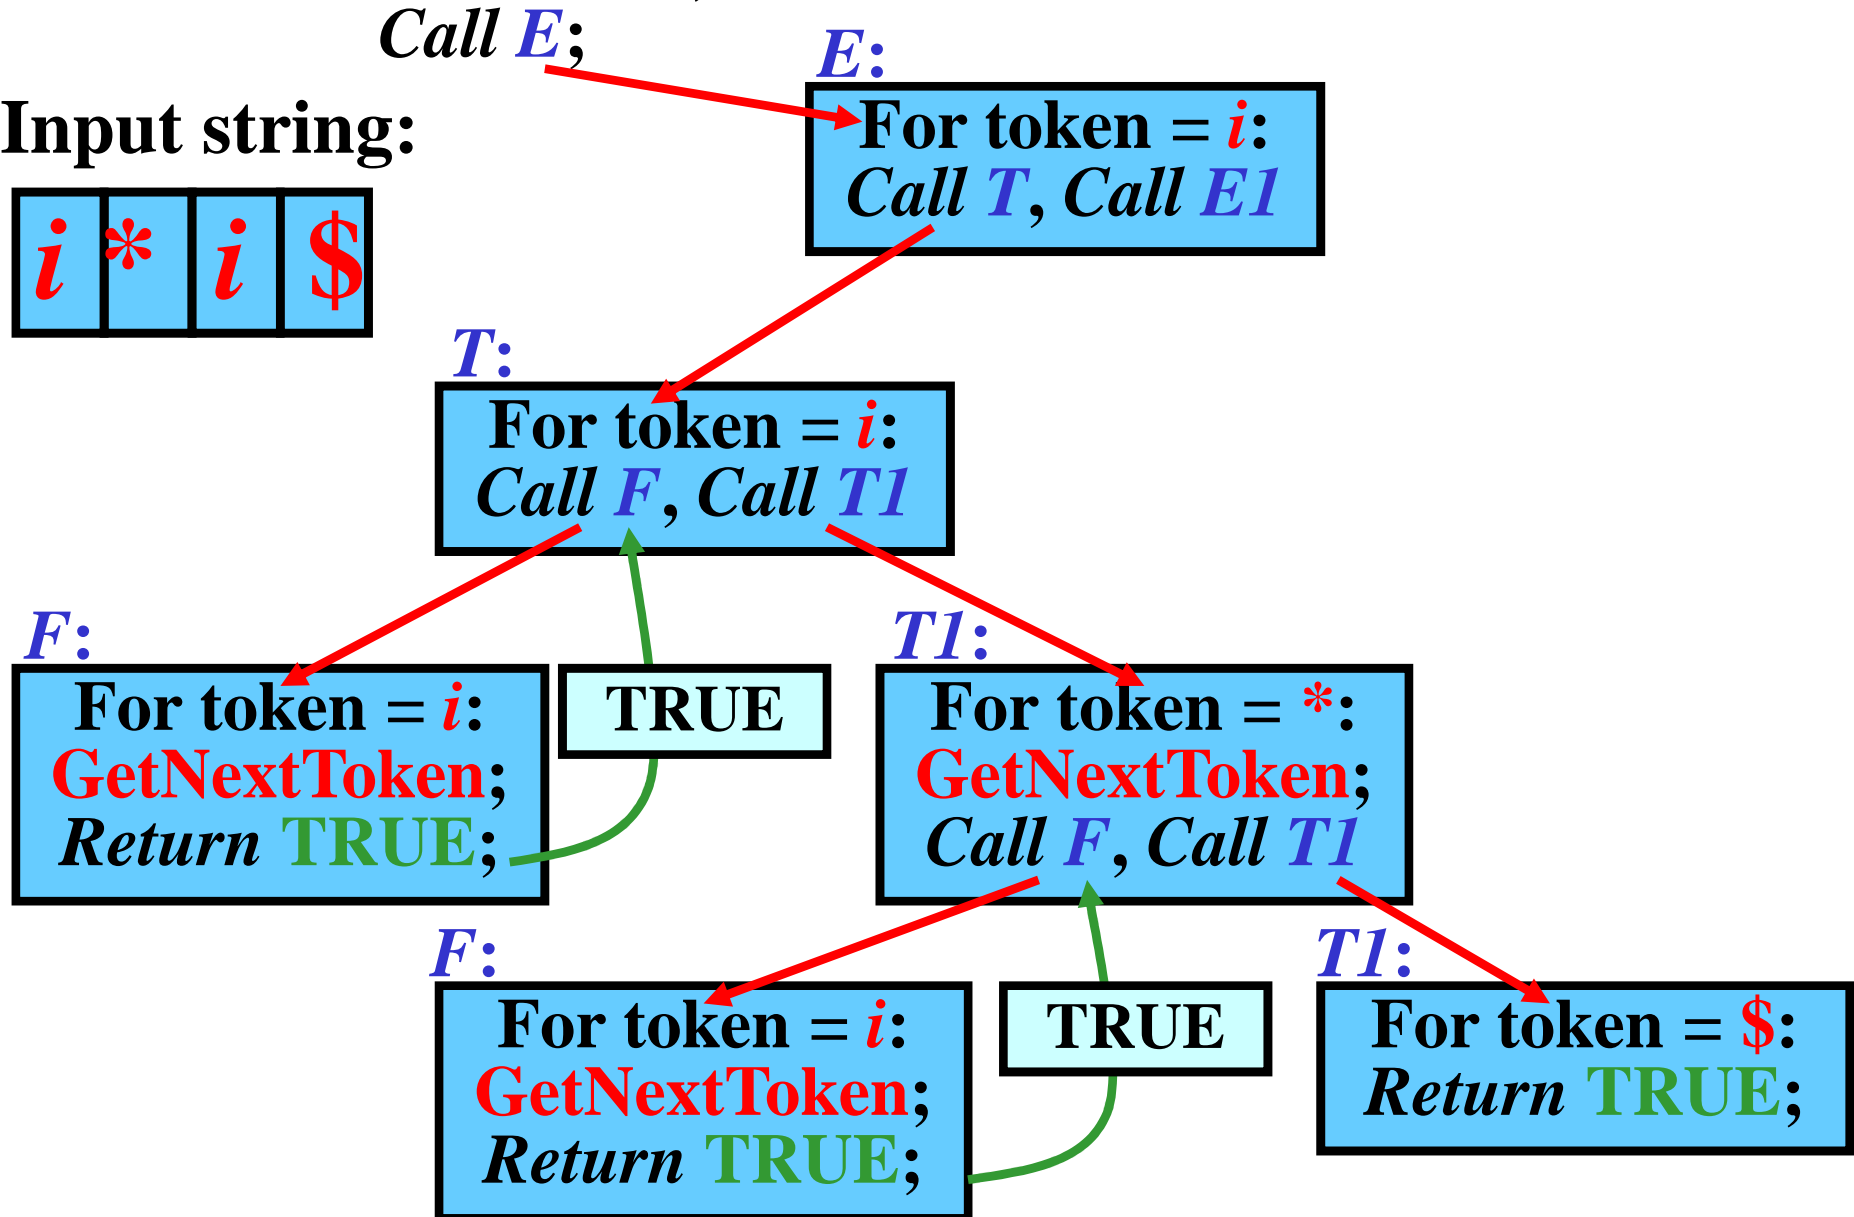 Call E;
E:
For token = i:
Call T, Call E1
Input string:
i * i $
T:
For token = i:
Call F, Call T1
F:
For token = i:
GetNextToken;
Return TRUE;
TRUE
T1:
For token = *:
GetNextToken;
Call F, Call T1
F:
For token = i:
GetNextToken;
Return TRUE;
TRUE
T1:
For token = $:
Return TRUE;